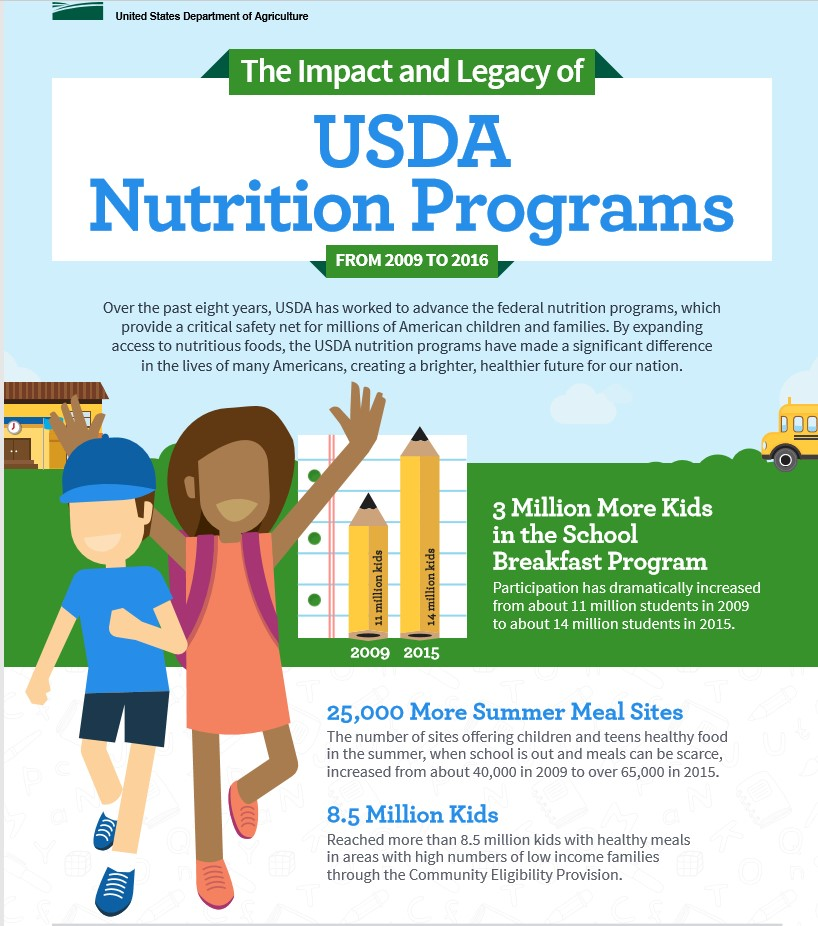 United States Department of Agriculture
The Impact and Legacy of
USDA
Nutrition Programs
FROM 2009 TO 2016
Over the past eight years, USDA has worked to advance the federal nutrition programs, which
provide a critical safety net for millions of American children and families. By expanding
access to nutritious foods, the USDA nutrition programs have made a significant difference
in the lives of many Americans, creating a brighter, healthier future for our nation.
11 million kids
14 million kids
2009 2015
3 Million More Kids
in the School
Breakfast Program
Participation has dramatically increased
from about 11 million students in 2009
to about 14 million students in 2015.
25,000 More Summer Meal Sites
The number of sites offering children and teens healthy food
in the summer, when school is out and meals can be scarce,
increased from about 40,000 in 2009 to over 65,000 in 2015.
8.5 Million Kids
Reached more than 8.5 million kids with healthy meals
in areas with high numbers of low income families
through the Community Eligibility Provision.